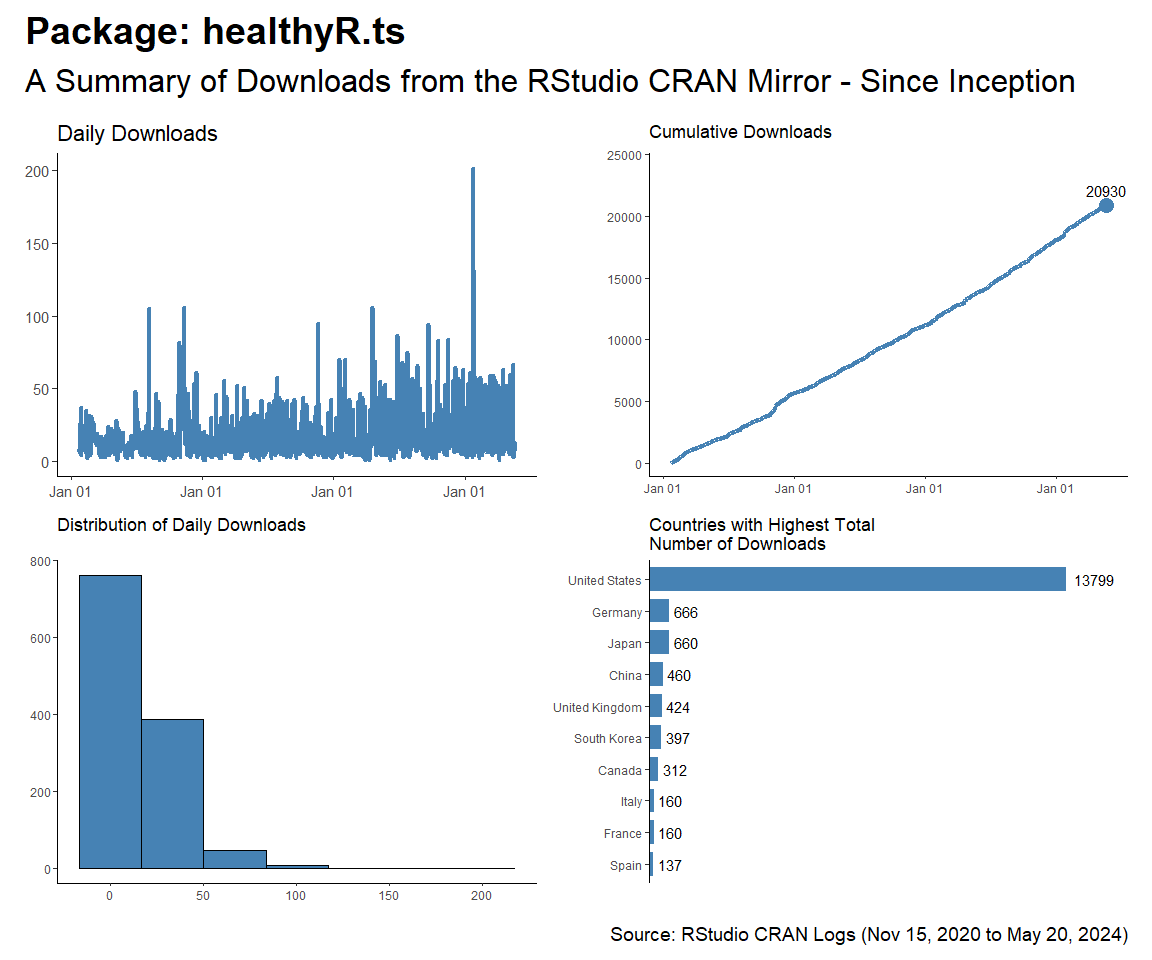 Package: healthyR.ts
A Summary of Downloads from the RStudio CRAN Mirror - Since Inception
Daily Downloads
200
150
100
50
0
Jan 01 Jan 01 Jan 01 Jan 01
Cumulative Downloads
25000
20000
15000
10000
5000
0
20930
Jan 01 Jan 01 Jan 01 Jan 01
Distribution of Daily Downloads
800
600
400
200
0
0 50 100 150 200
Countries with Highest Total
Number of Downloads
United States 13799
Germany 666
Japan 660
China 460
United Kingdom 424
South Korea 397
Canada 312
Italy 160
France 160
Spain 137
Source: RStudio CRAN Logs (Nov 15, 2020 to May 20, 2024)